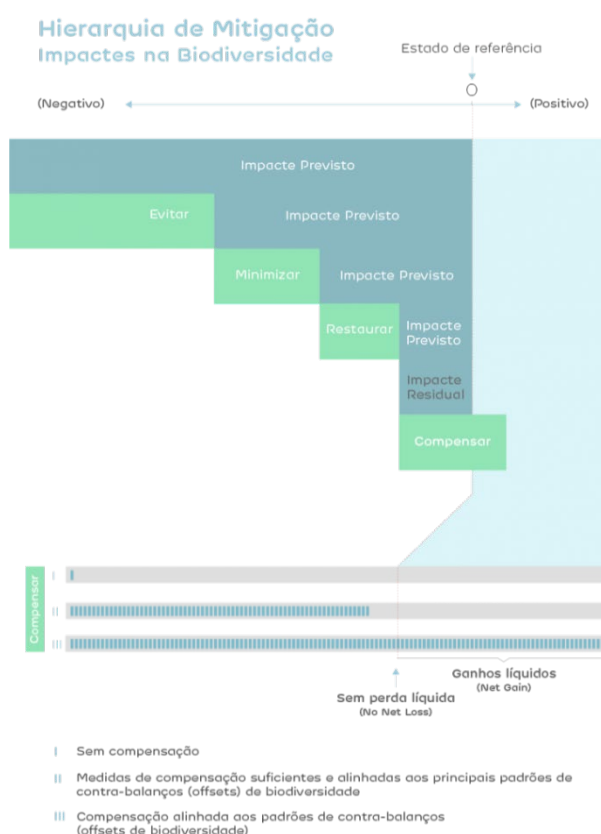 Hierarquia de Mitigação
Impactes na Biodiversidade
Estado de referência
0
(Negativo)
(Positivo)
Impacte Previsto
Evitar
Impacte Previsto
Minimizar
Impacte Previsto
Restaurar
Impacte
Previsto
Impacte
Residual
Compensar
Compensar
I
II
III
Ganhos líquidos
(Net Gain)
Sem perda líquida
(No Net Loss)
I Sem compensação
II Medidas de compensação suficientes e alinhadas aos principais padrões de
contra-balanços (offsets) de biodiversidade
III Compensação alinhada aos padrões de contra-balanços
(offsets de biodiversidade)